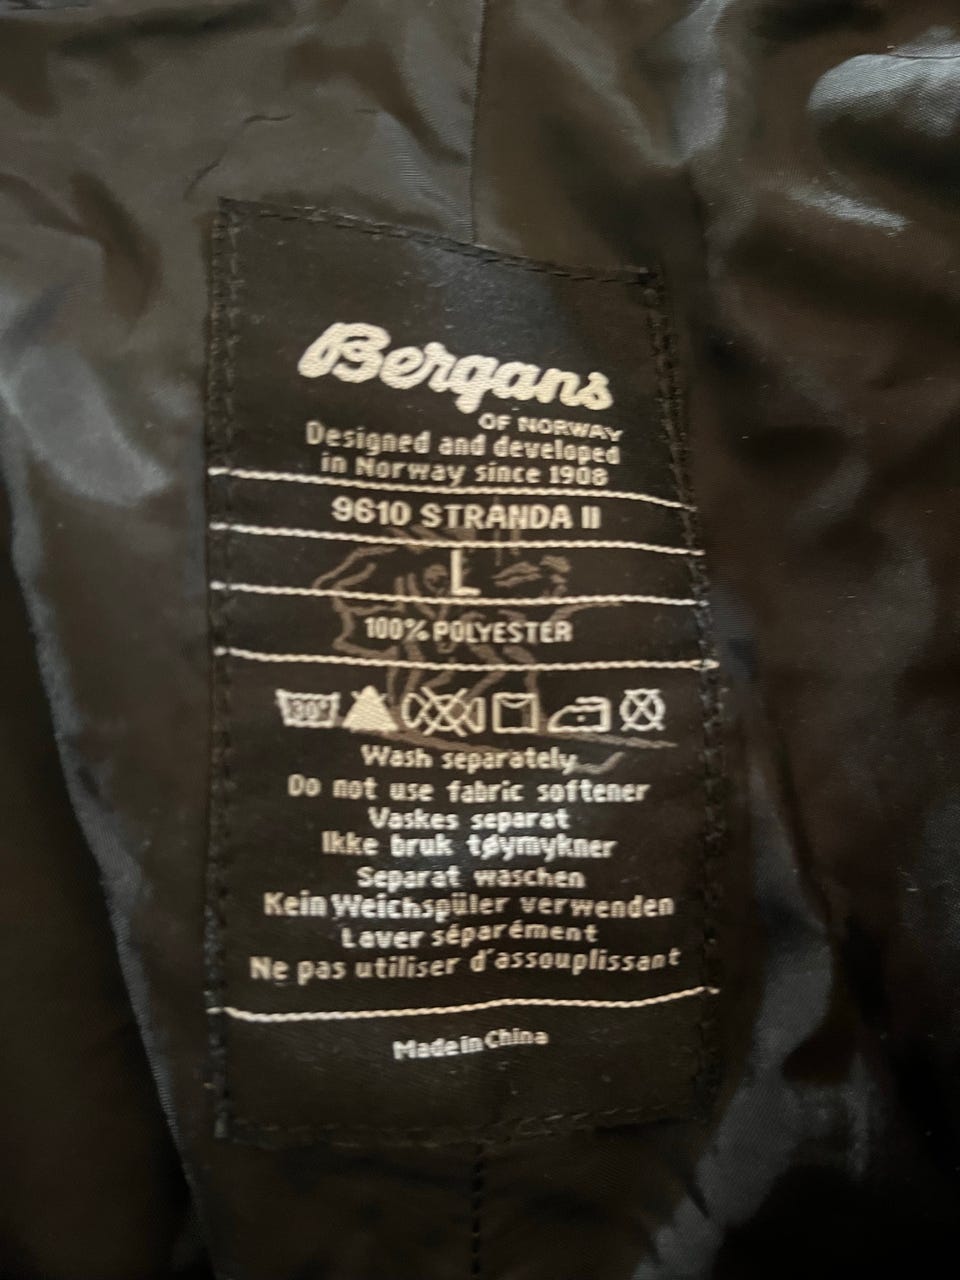 Bergans
OF NORWAY
Designed and developed
in Norway since 1908
9610 STRANDA II
L
100% POLYESTER
30°
Wash separately
Do not use fabric softener
Vaskes separat
Ikke bruk tøymykner
Separat waschen
Kein Weichspüler verwenden
Laver séparément
Ne pas utiliser d'assouplissant
Made in China